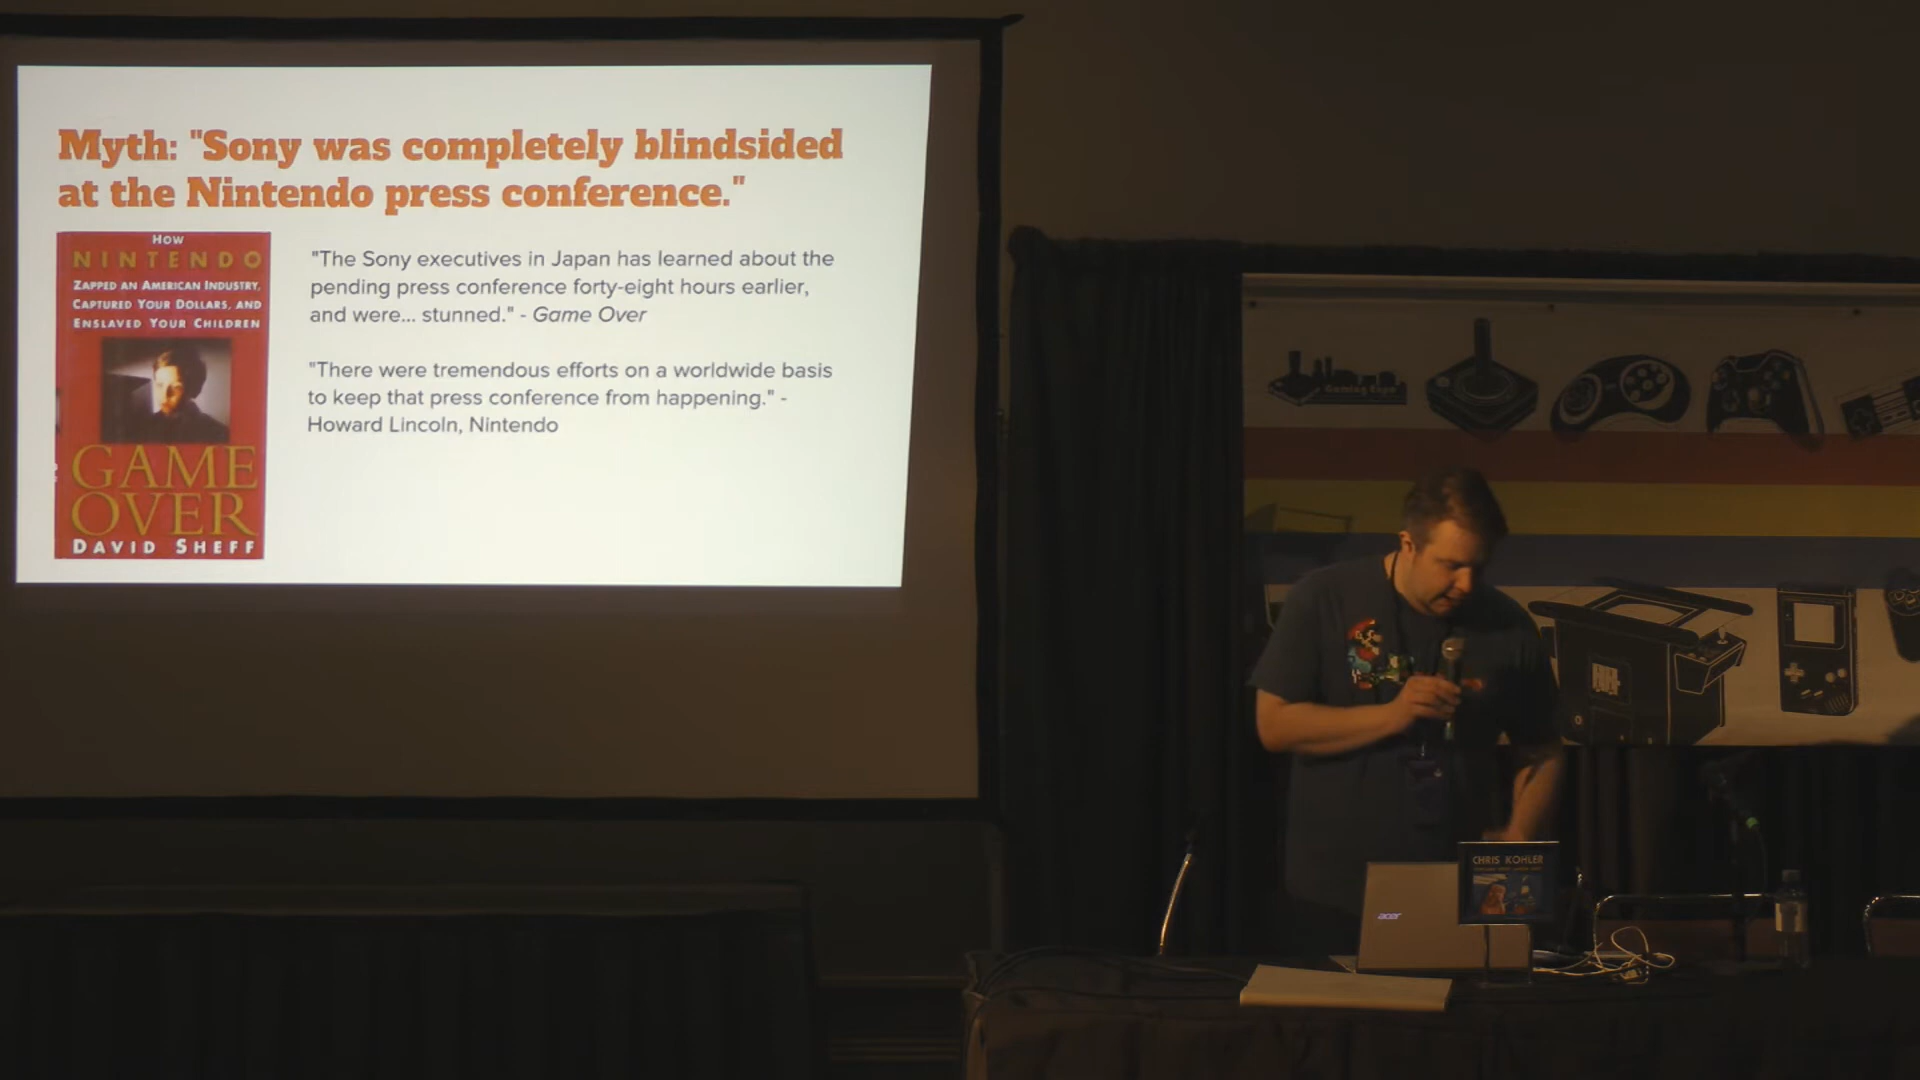 Myth: "Sony was completely blindsided
at the Nintendo press conference."
HOW
NINTENDO
ZAPPED AN AMERICAN INDUSTRY,
CAPTURED YOUR DOLLARS, AND
ENSLAVED YOUR CHILDREN
GAME
OVER
DAVID SHEFF
"The Sony executives in Japan has learned about the
pending press conference forty-eight hours earlier,
and were... stunned." - Game Over
"There were tremendous efforts on a worldwide basis
to keep that press conference from happening." -
Howard Lincoln, Nintendo
Gaming Expo
CHRIS KOHLER
acer